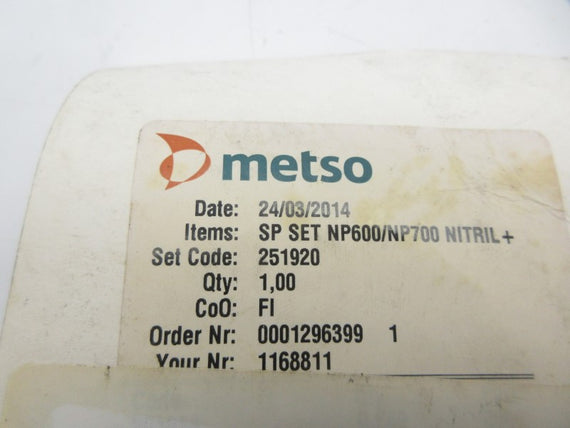 metso
Date: 24/03/2014
Items: SP SET NP600/NP700 NITRIL+
Set Code: 251920
Qty: 1,00
CoO: FI
Order Nr: 0001296399 1
Your Nr: 1168811